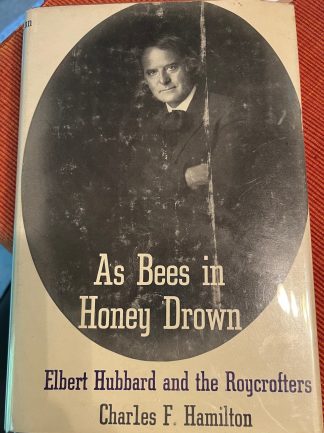 As Bees in
Honey Drown
Elbert Hubbard and the Roycrofters
Charles F. Hamilton